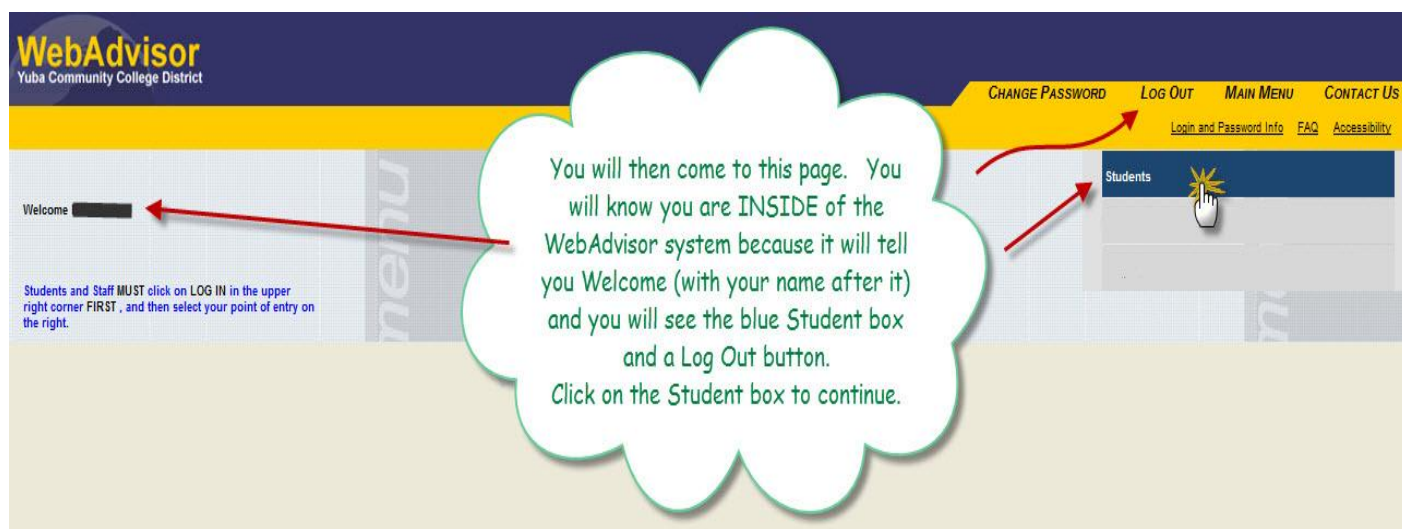 WebAdvisor
Yuba Community College District
CHANGE PASSWORD LOG OUT MAIN MENU CONTACT US
Login and Password Info FAQ Accessibility
menu
Students
Welcome
Students and Staff MUST click on LOG IN in the upper
right corner FIRST , and then select your point of entry on
the right.
You will then come to this page. You
will know you are INSIDE of the
WebAdvisor system because it will tell
you Welcome (with your name after it)
and you will see the blue Student box
and a Log Out button.
Click on the Student box to continue.